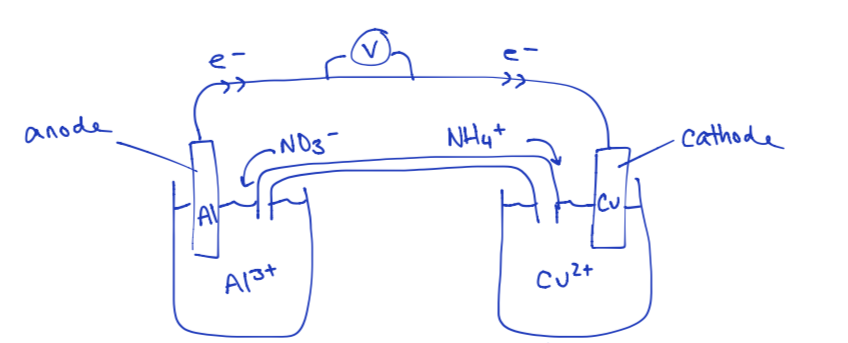 e⁻
V
e⁻
anode
NO₃⁻
NH₄⁺
cathode
Al
Cu
Al³⁺
Cu²⁺